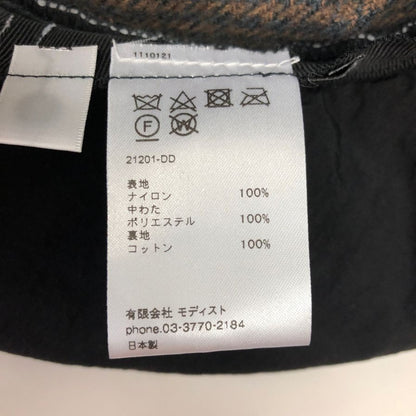 1110121
F W
21201-DD
表地
ナイロン 100%
中わた
ポリエステル 100%
裏地
コットン 100%
有限会社 モディスト
phone.03-3770-2184
日本製